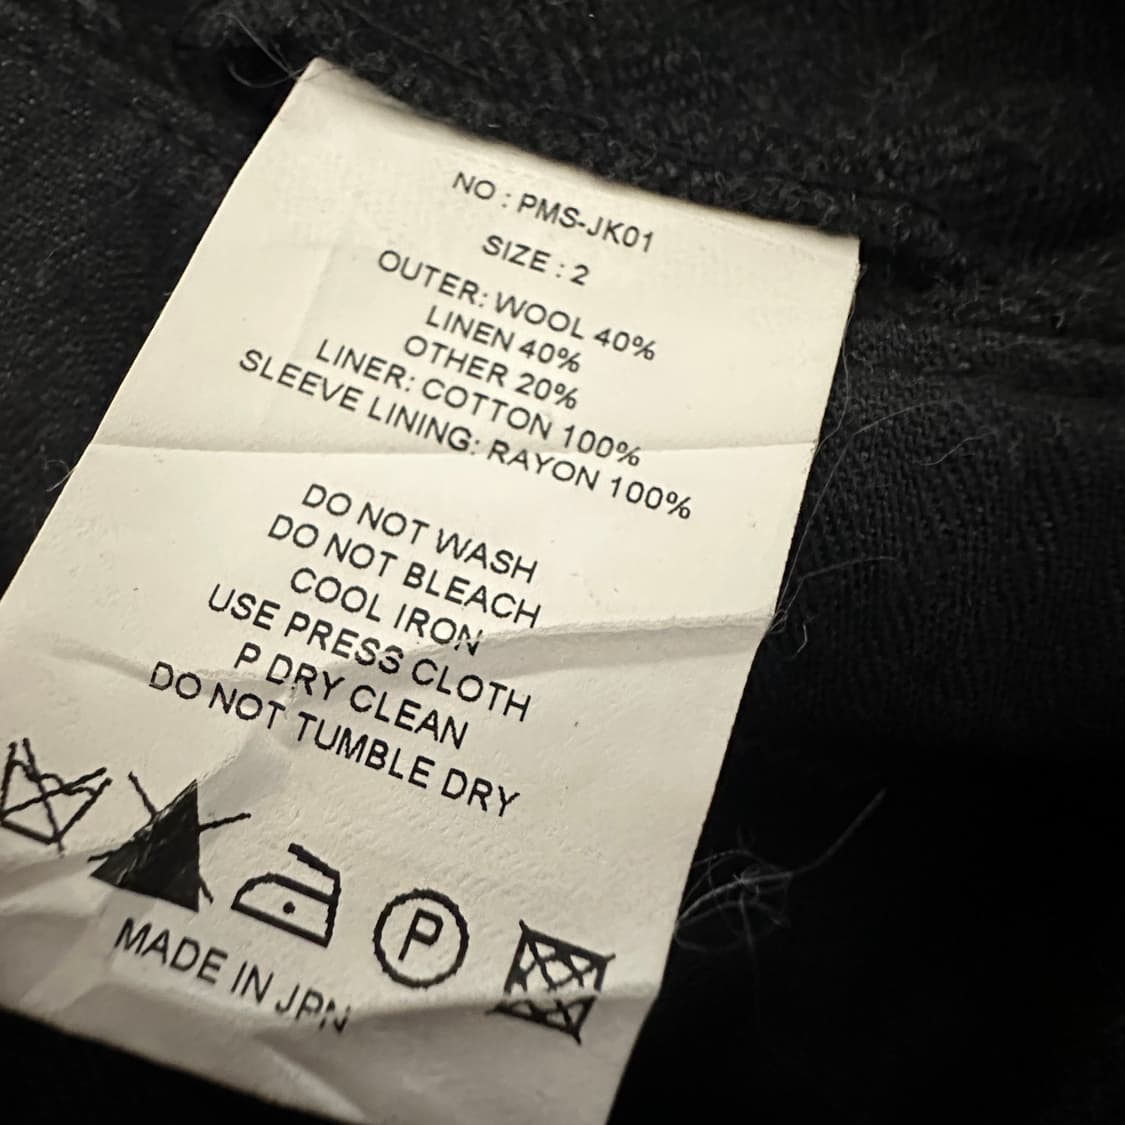 NO : PMS-JK01
SIZE : 2
OUTER: WOOL 40%
LINEN 40%
OTHER 20%
LINER: COTTON 100%
SLEEVE LINING: RAYON 100%
DO NOT WASH
DO NOT BLEACH
COOL IRON
USE PRESS CLOTH
P DRY CLEAN
DO NOT TUMBLE DRY
P
MADE IN JPN